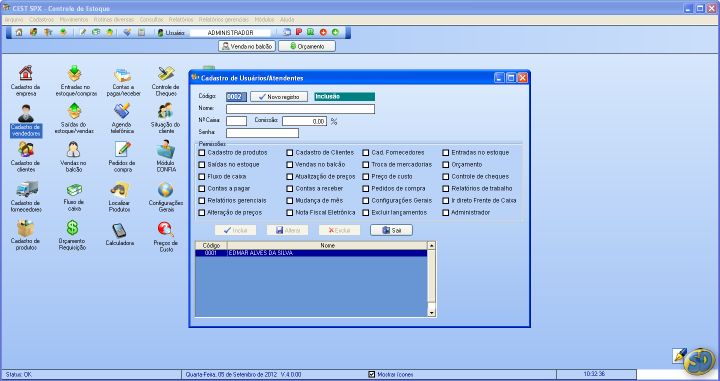 CEST SPX - Controle de Estoque
Arquivo Cadastros Movimentos Rotinas diversas Consultas Relatórios Relatórios gerenciais Módulos Ajuda
Usuário: ADMINISTRADOR
Venda no balcão Orçamento
Cadastro da empresa
Entradas no estoque/compras
Contas a pagar/receber
Controle de Cheques
Cadastro de vendedores
Saídas do estoque/vendas
Agenda telefônica
Situação do cliente
Cadastro de clientes
Vendas no balcão
Pedidos de compra
Módulo CONFIA
Cadastro de fornecedores
Fluxo de caixa
Localizar Produtos
Configurações Gerais
Cadastro de produtos
Orçamento Requisição
Calculadora
Preços de Custo
Cadastro de Usuários/Atendentes
Código: 0002 Novo registro Inclusão
Nome:
Nº Caixa: Comissão: 0,00 %
Senha:
Permissões
Cadastro de produtos Cadastro de Clientes Cad. Fornecedores Entradas no estoque
Saídas no estoque Vendas no balcão Troca de mercadorias Orçamento
Fluxo de caixa Atualização de preços Preço de custo Controle de cheques
Contas a pagar Contas a receber Pedidos de compra Relatórios de trabalho
Relatórios gerenciais Mudança de mês Configurações Gerais Ir direto Frente de Caixa
Alteração de preços Nota Fiscal Eletrônica Excluir lançamentos Administrador
Incluir Alterar Excluir Sair
Código Nome
0001 EDMAR ALVES DA SILVA
Status: OK Quarta-Feira, 05 de Setembro de 2012 V.4.0.00 Mostrar ícones 10:32:36